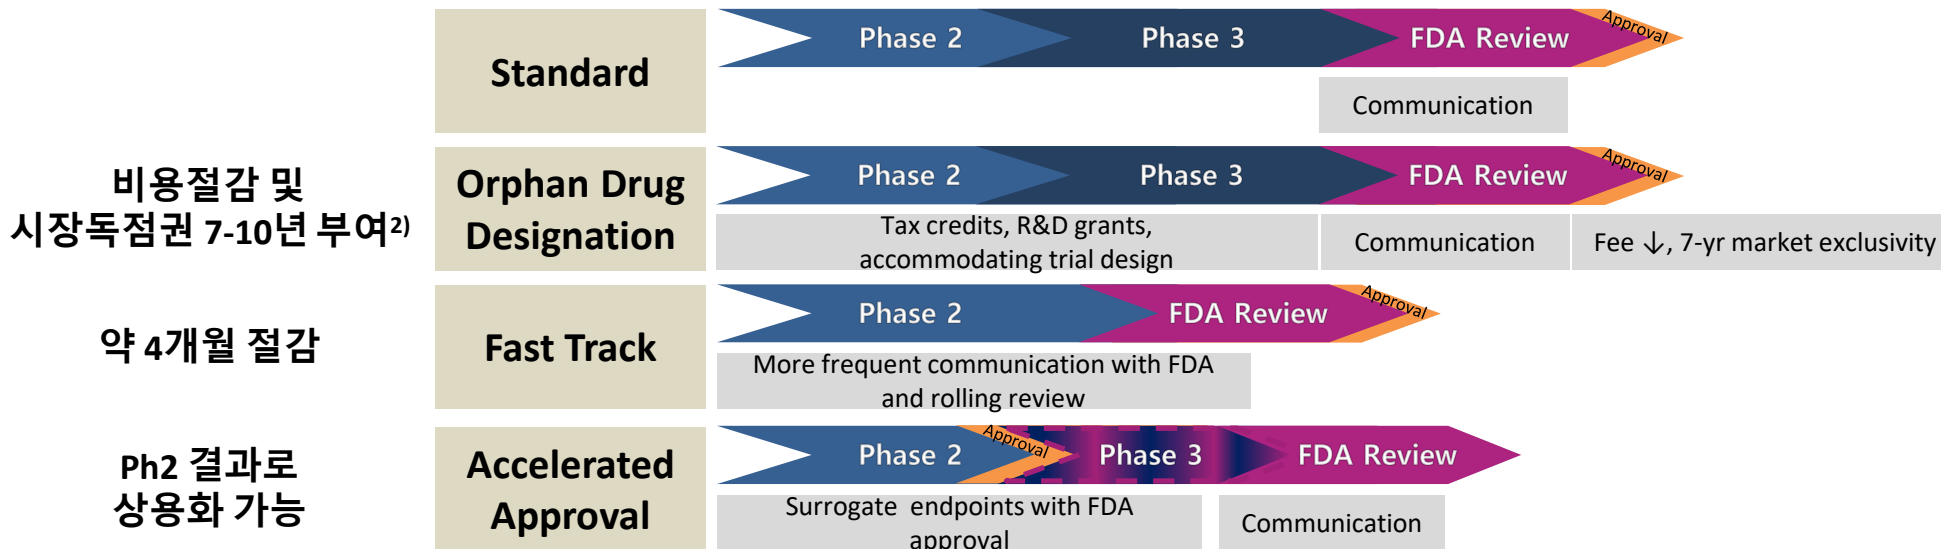 Standard
Phase 2
Phase 3
FDA Review
Approval
Communication
비용절감 및
시장독점권 7-10년 부여2)
Orphan Drug
Designation
Phase 2
Phase 3
FDA Review
Approval
Tax credits, R&D grants,
accommodating trial design
Communication
Fee ↓, 7-yr market exclusivity
약 4개월 절감
Fast Track
Phase 2
FDA Review
Approval
More frequent communication with FDA
and rolling review
Ph2 결과로
상용화 가능
Accelerated
Approval
Phase 2
Approval
Phase 3
FDA Review
Surrogate endpoints with FDA
approval
Communication